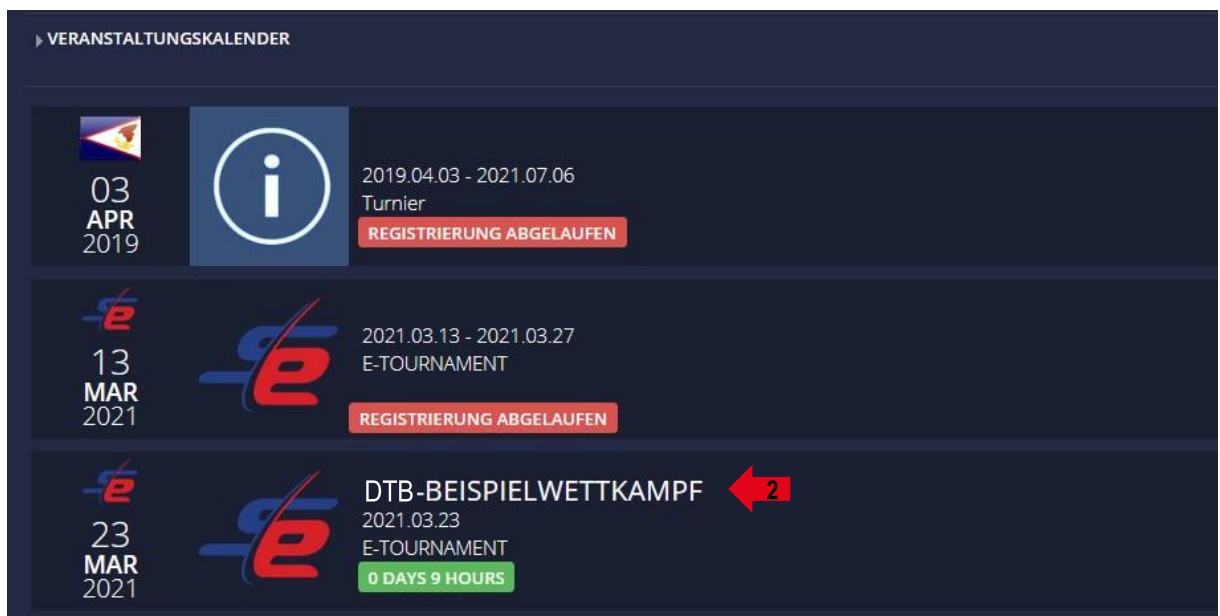 VERANSTALTUNGSKALENDER
03
APR
2019
i
2019.04.03 - 2021.07.06
Turnier
REGISTRIERUNG ABGELAUFEN
13
MAR
2021
e
2021.03.13 - 2021.03.27
E-TOURNAMENT
REGISTRIERUNG ABGELAUFEN
23
MAR
2021
e
DTB-BEISPIELWETTKAMPF 2
2021.03.23
E-TOURNAMENT
0 DAYS 9 HOURS